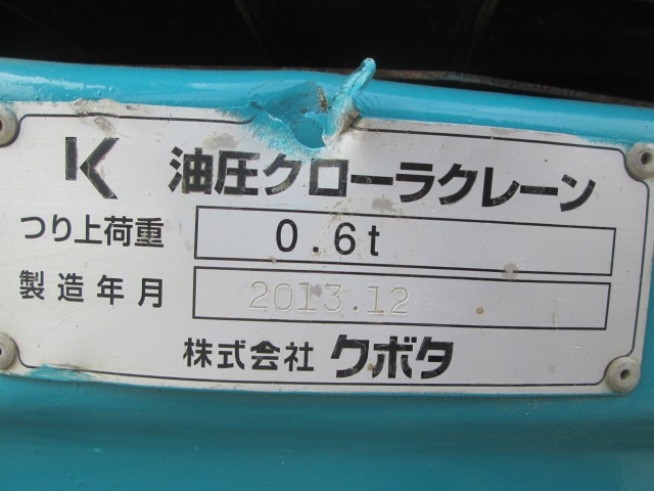 K 油圧クローラクレーン
つり上荷重 0.6t
製造年月 2013.12
株式会社 クボタ